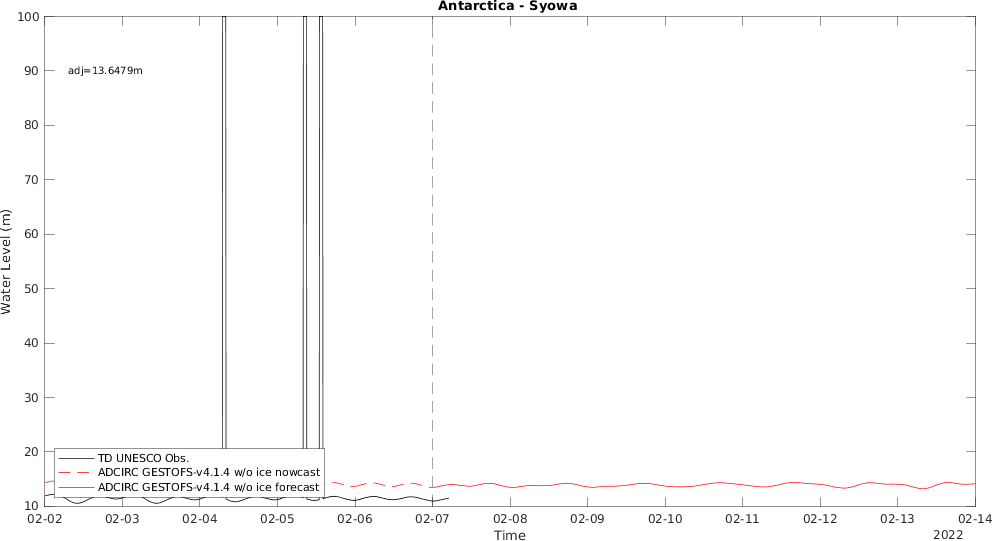 Antarctica - Syowa
100
90
80
70
60
50
40
30
20
10
Water Level (m)
adj=13.6479m
TD UNESCO Obs.
ADCIRC GESTOFS-v4.1.4 w/o ice nowcast
ADCIRC GESTOFS-v4.1.4 w/o ice forecast
02-02 02-03 02-04 02-05 02-06 02-07 02-08 02-09 02-10 02-11 02-12 02-13 02-14
Time
2022